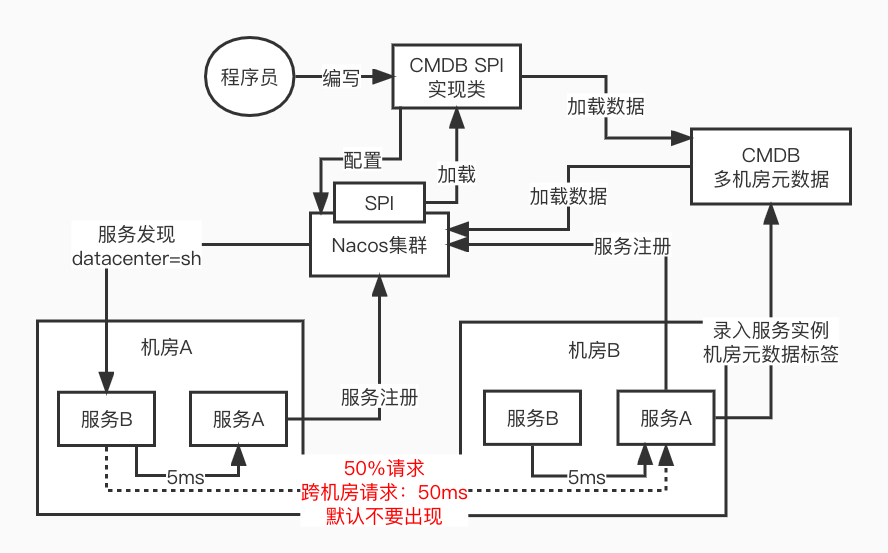 程序员
编写
CMDB SPI
实现类
加载数据
CMDB
多机房元数据
配置
加载
加载数据
SPI
Nacos集群
服务发现
datacenter=sh
服务注册
机房A
机房B
录入服务实例
机房元数据标签
服务注册
服务B
服务A
服务B
服务A
5ms
5ms
50%请求
跨机房请求：50ms
默认不要出现